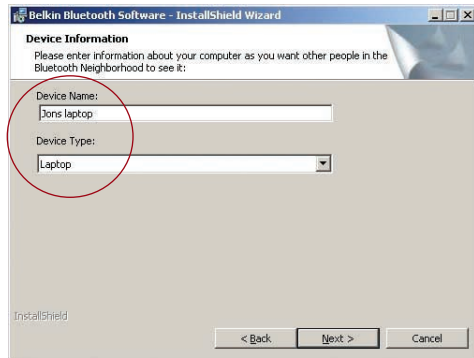 Belkin Bluetooth Software - InstallShield Wizard
Device Information
Please enter information about your computer as you want other people in the
Bluetooth Neighborhood to see it:
Device Name:
Jons laptop
Device Type:
Laptop
InstallShield
< Back Next > Cancel